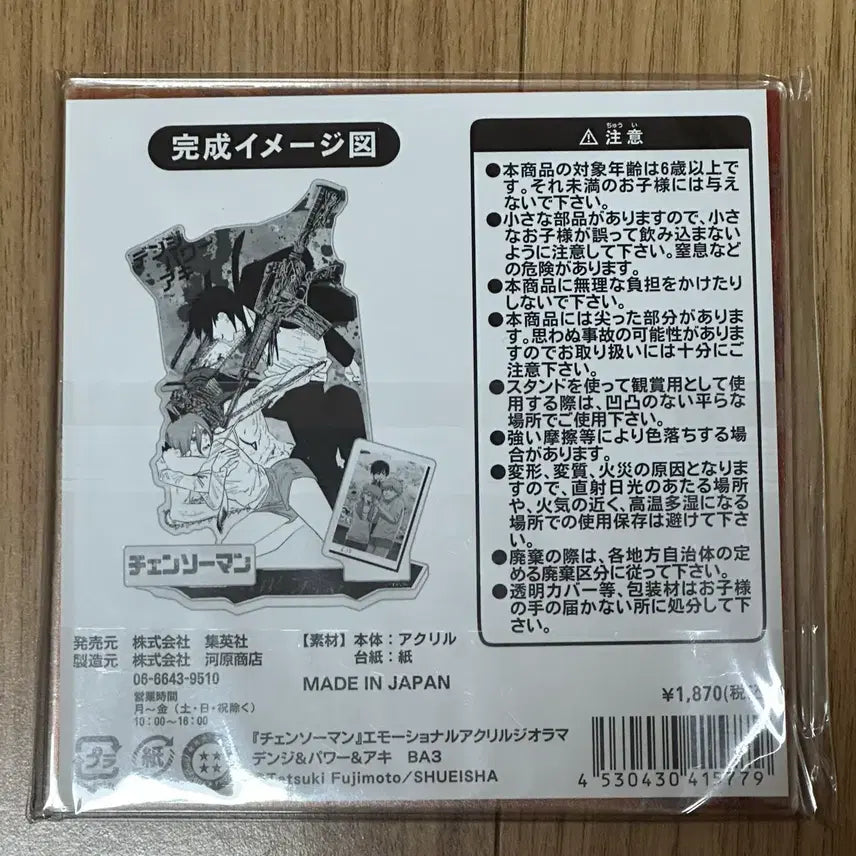 完成イメージ図
デンジ
パワー
アキ
チェンソーマン
ちゅう い
⚠注意
●本商品の対象年齢は6歳以上で
す。それ未満のお子様には与え
ないで下さい。
●小さな部品がありますので、小さ
なお子様が誤って飲み込まない
ように注意して下さい。窒息など
の危険があります。
●本商品に無理な負担をかけたり
しないで下さい。
●本商品には尖った部分がありま
す。思わぬ事故の可能性がありま
すのでお取り扱いには十分にご
注意下さい。
●スタンドを使って観賞用として使
用する際は、凹凸のない平らな
場所でご使用下さい。
●強い摩擦等により色落ちする場
合があります。
●変形、変質、火災の原因となりま
すので、直射日光のあたる場所
や、火気の近く、高温多湿になる
場所での使用保存は避けて下さ
い。
●廃棄の際は、各地方自治体の定
める廃棄区分に従って下さい。
●透明カバー等、包装材はお子様
の手の届かない所に処分して下
さい。
発売元 株式会社 集英社
製造元 株式会社 河原商店
06-6643-9510
営業時間
月〜金（土・日・祝除く）
10:00〜16:00
【素材】本体：アクリル
台紙：紙
MADE IN JAPAN
¥1,870(税
プラ
紙
『チェンソーマン』エモーショナルアクリルジオラマ
デンジ&パワー&アキ BA3
©Tatsuki Fujimoto/SHUEISHA
4 530430 415779